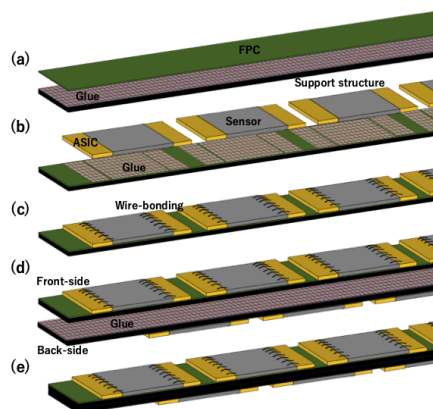 (a)
FPC
Glue
Support structure
(b)
ASIC
Sensor
Glue
(c)
Wire-bonding
(d)
Front-side
Glue
Back-side
(e)